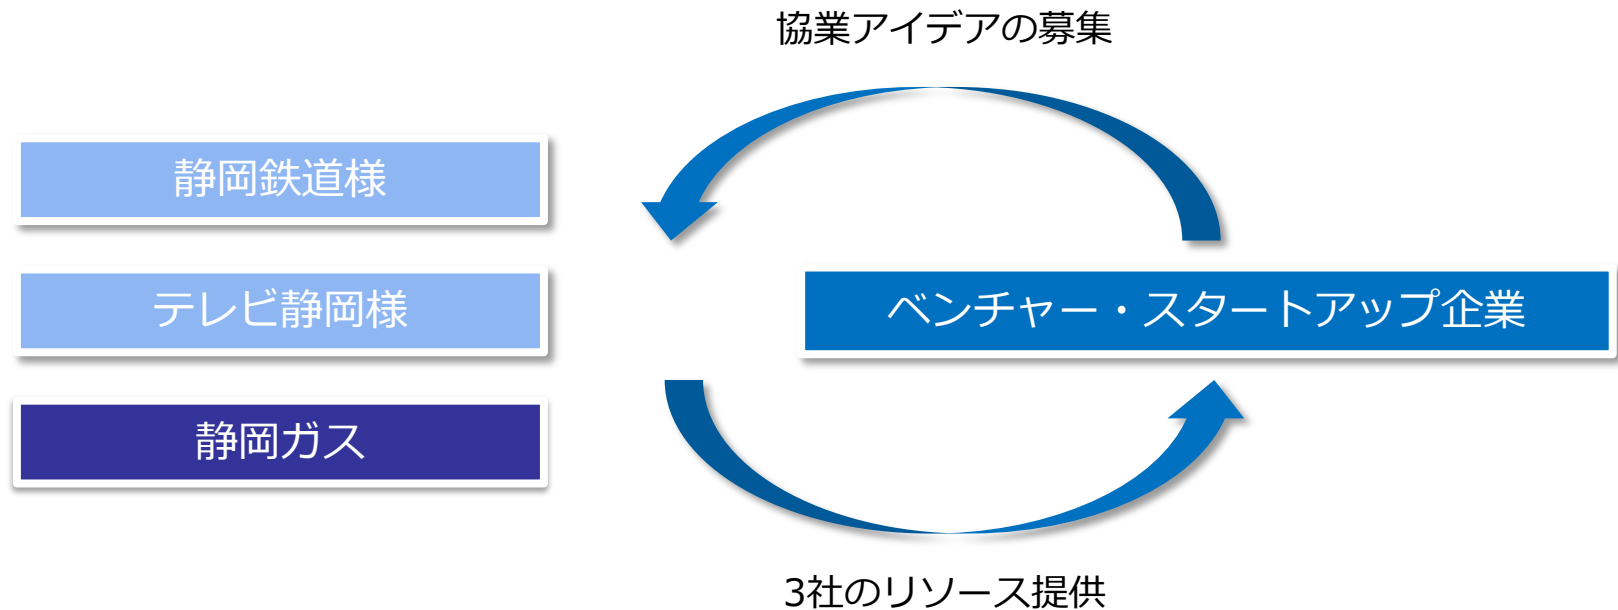 協業アイデアの募集
静岡鉄道様
テレビ静岡様
ベンチャー・スタートアップ企業
静岡ガス
3社のリソース提供